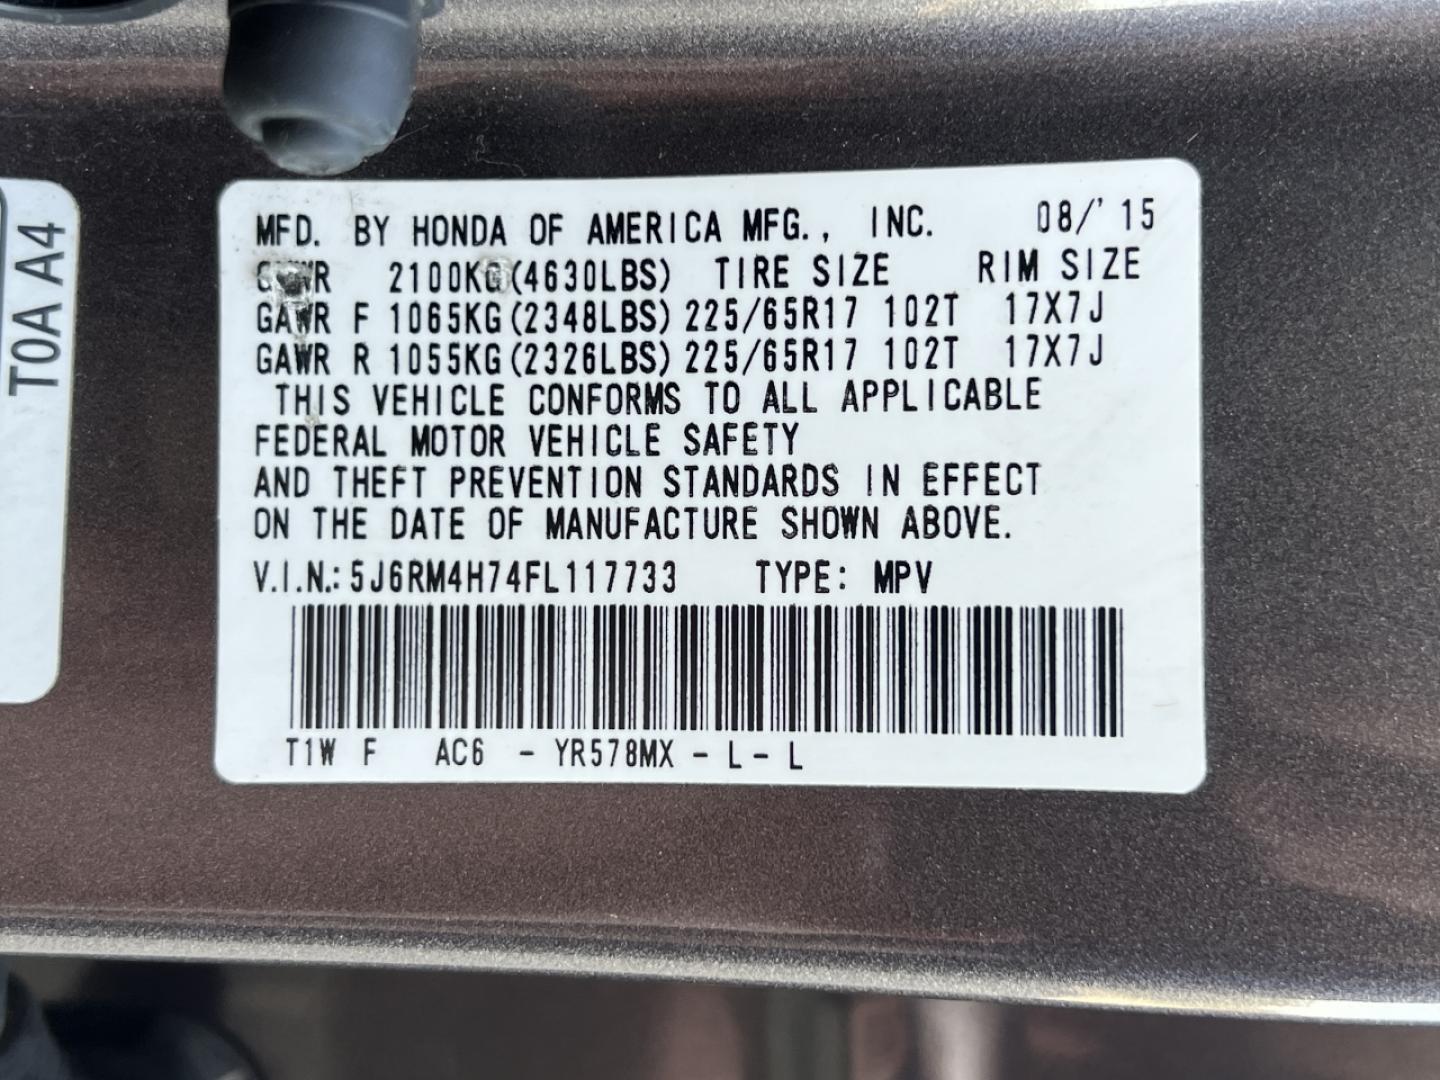 MFD. BY HONDA OF AMERICA MFG., INC. 08/'15
GVWR 2100KG(4630LBS) TIRE SIZE RIM SIZE
GAWR F 1065KG(2348LBS) 225/65R17 102T 17X7J
GAWR R 1055KG(2326LBS) 225/65R17 102T 17X7J
THIS VEHICLE CONFORMS TO ALL APPLICABLE
FEDERAL MOTOR VEHICLE SAFETY
AND THEFT PREVENTION STANDARDS IN EFFECT
ON THE DATE OF MANUFACTURE SHOWN ABOVE.
V.I.N.: 5J6RM4H74FL117733 TYPE: MPV
T1W F AC6 - YR578MX - L - L
T0A A4